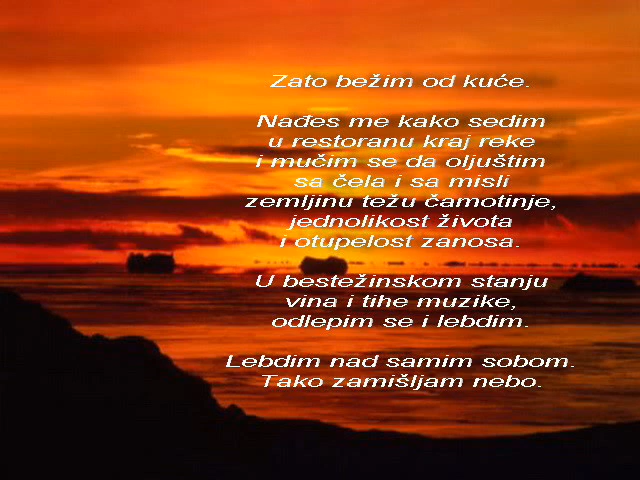 Zato bežim od kuće.
Nađes me kako sedim
u restoranu kraj reke
i mučim se da oljuštim
sa čela i sa misli
zemljinu težu čamotinje,
jednolikost života
i otupelost zanosa.
U bestežinskom stanju
vina i tihe muzike,
odlepim se i lebdim.
Lebdim nad samim sobom.
Tako zamišljam nebo.